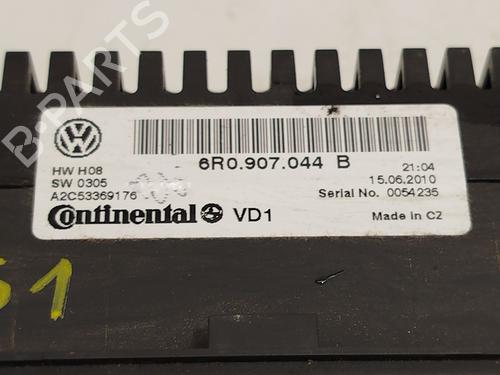 B-PARTS
6R0.907.044 B
HW H08
SW 0305
A2C53369176
21:04
15.06.2010
Serial No. 0054235
Continental VD1
Made in CZ
51